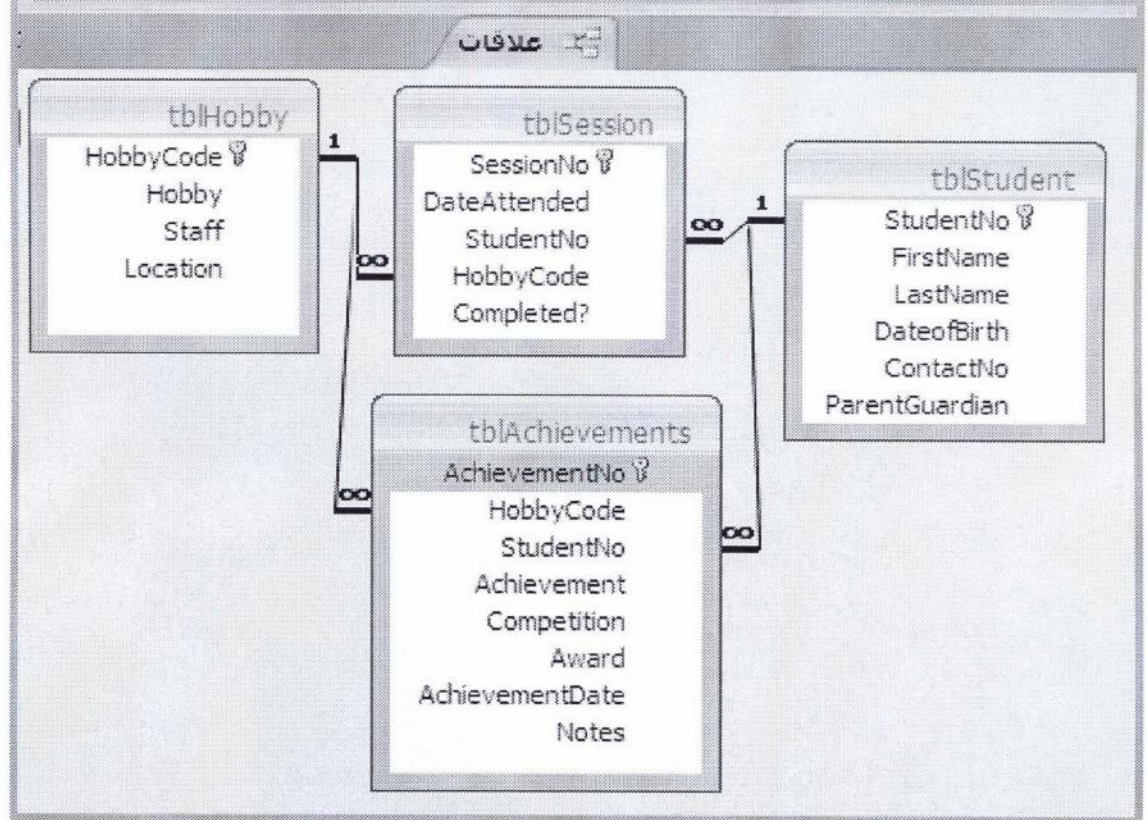 علاقات
tblHobby
HobbyCode
Hobby
Staff
Location
1
∞
∞
tblSession
SessionNo
DateAttended
StudentNo
HobbyCode
Completed?
∞
1
tblStudent
StudentNo
FirstName
LastName
DateofBirth
ContactNo
ParentGuardian
tblAchievements
AchievementNo
HobbyCode
StudentNo
Achievement
Competition
Award
AchievementDate
Notes
∞